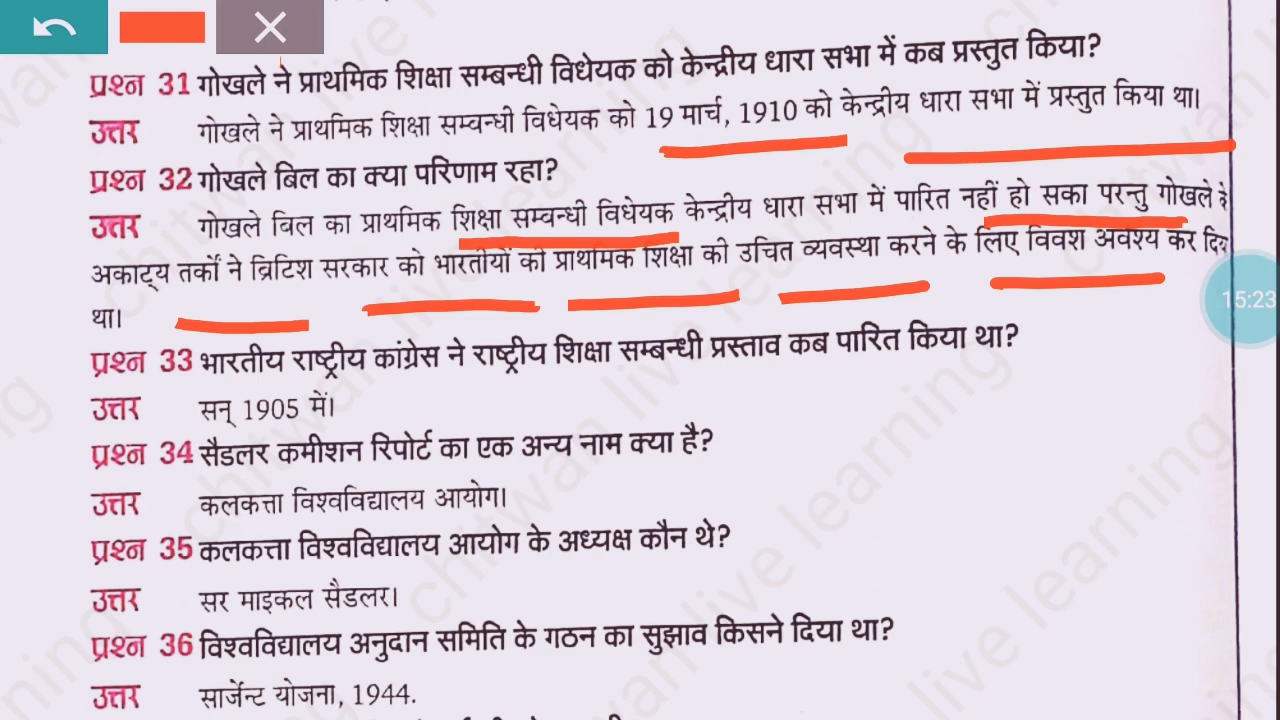 प्रश्न 31 गोखले ने प्राथमिक शिक्षा सम्बन्धी विधेयक को केन्द्रीय धारा सभा में कब प्रस्तुत किया?
उत्तर गोखले ने प्राथमिक शिक्षा सम्बन्धी विधेयक को 19 मार्च, 1910 को केन्द्रीय धारा सभा में प्रस्तुत किया था।
प्रश्न 32 गोखले बिल का क्या परिणाम रहा?
उत्तर गोखले बिल का प्राथमिक शिक्षा सम्बन्धी विधेयक केन्द्रीय धारा सभा में पारित नहीं हो सका परन्तु गोखले
अकाट्य तर्कों ने ब्रिटिश सरकार को भारतीयों की प्राथमिक शिक्षा की उचित व्यवस्था करने के लिए विवश अवश्य कर
था।
15:23
प्रश्न 33 भारतीय राष्ट्रीय कांग्रेस ने राष्ट्रीय शिक्षा सम्बन्धी प्रस्ताव कब पारित किया था?
उत्तर सन् 1905 में।
प्रश्न 34 सैडलर कमीशन रिपोर्ट का एक अन्य नाम क्या है?
उत्तर कलकत्ता विश्वविद्यालय आयोग।
प्रश्न 35 कलकत्ता विश्वविद्यालय आयोग के अध्यक्ष कौन थे?
उत्तर सर माइकल सैडलर।
प्रश्न 36 विश्वविद्यालय अनुदान समिति के गठन का सुझाव किसने दिया था?
उत्तर सार्जेन्ट योजना, 1944.
chitwan live learning